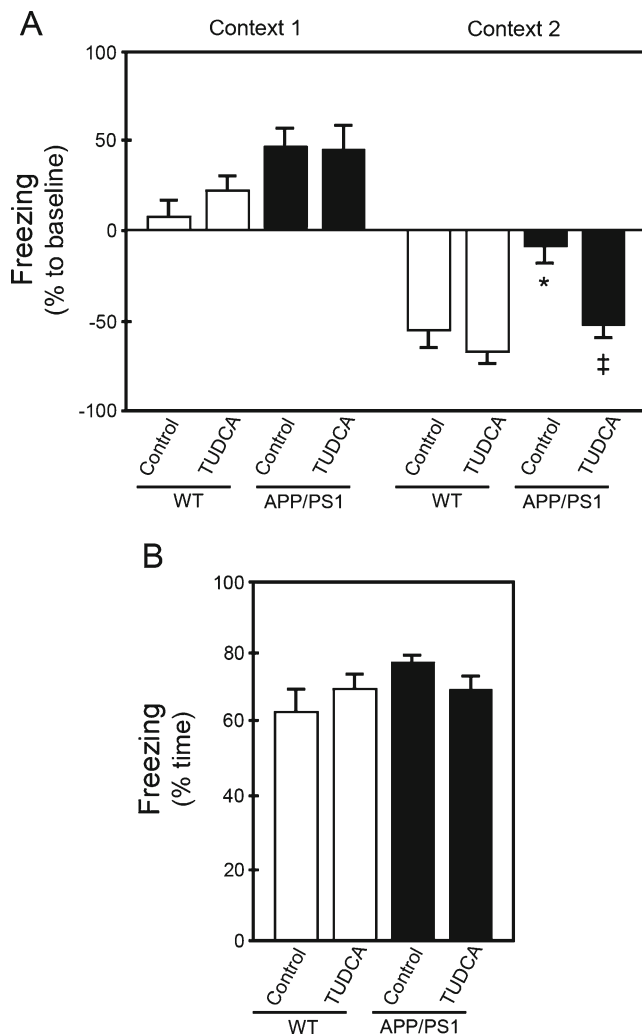 A
Context 1 Context 2
Freezing
(% to baseline)
100
50
0
-50
-100
*
‡
Control TUDCA Control TUDCA Control TUDCA Control TUDCA
WT APP/PS1 WT APP/PS1
B
Freezing
(% time)
100
80
60
40
20
0
Control TUDCA Control TUDCA
WT APP/PS1